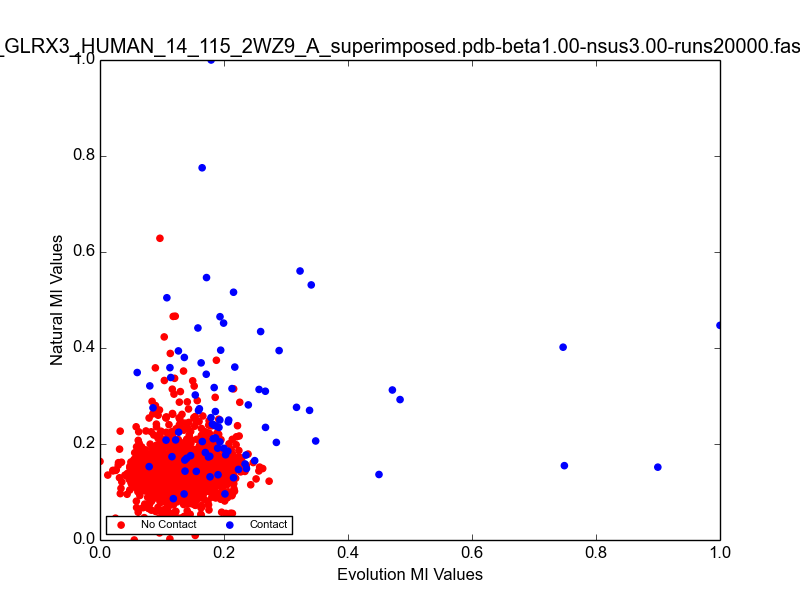 _GLRX3_HUMAN_14_115_2WZ9_A_superimposed.pdb-beta1.00-nsus3.00-runs20000.fas
1.0
0.8
0.6
0.4
0.2
0.0
Natural MI Values
No Contact Contact
0.0 0.2 0.4 0.6 0.8 1.0
Evolution MI Values